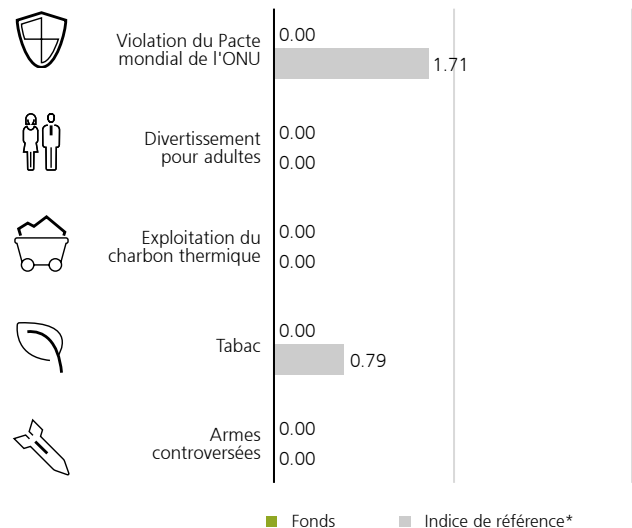 0.00
Violation du Pacte
mondial de l'ONU
1.71
Divertissement
pour adultes
0.00
0.00
Exploitation du
charbon thermique
0.00
0.00
Tabac
0.00
0.79
Armes
controversées
0.00
0.00
Fonds
Indice de référence*